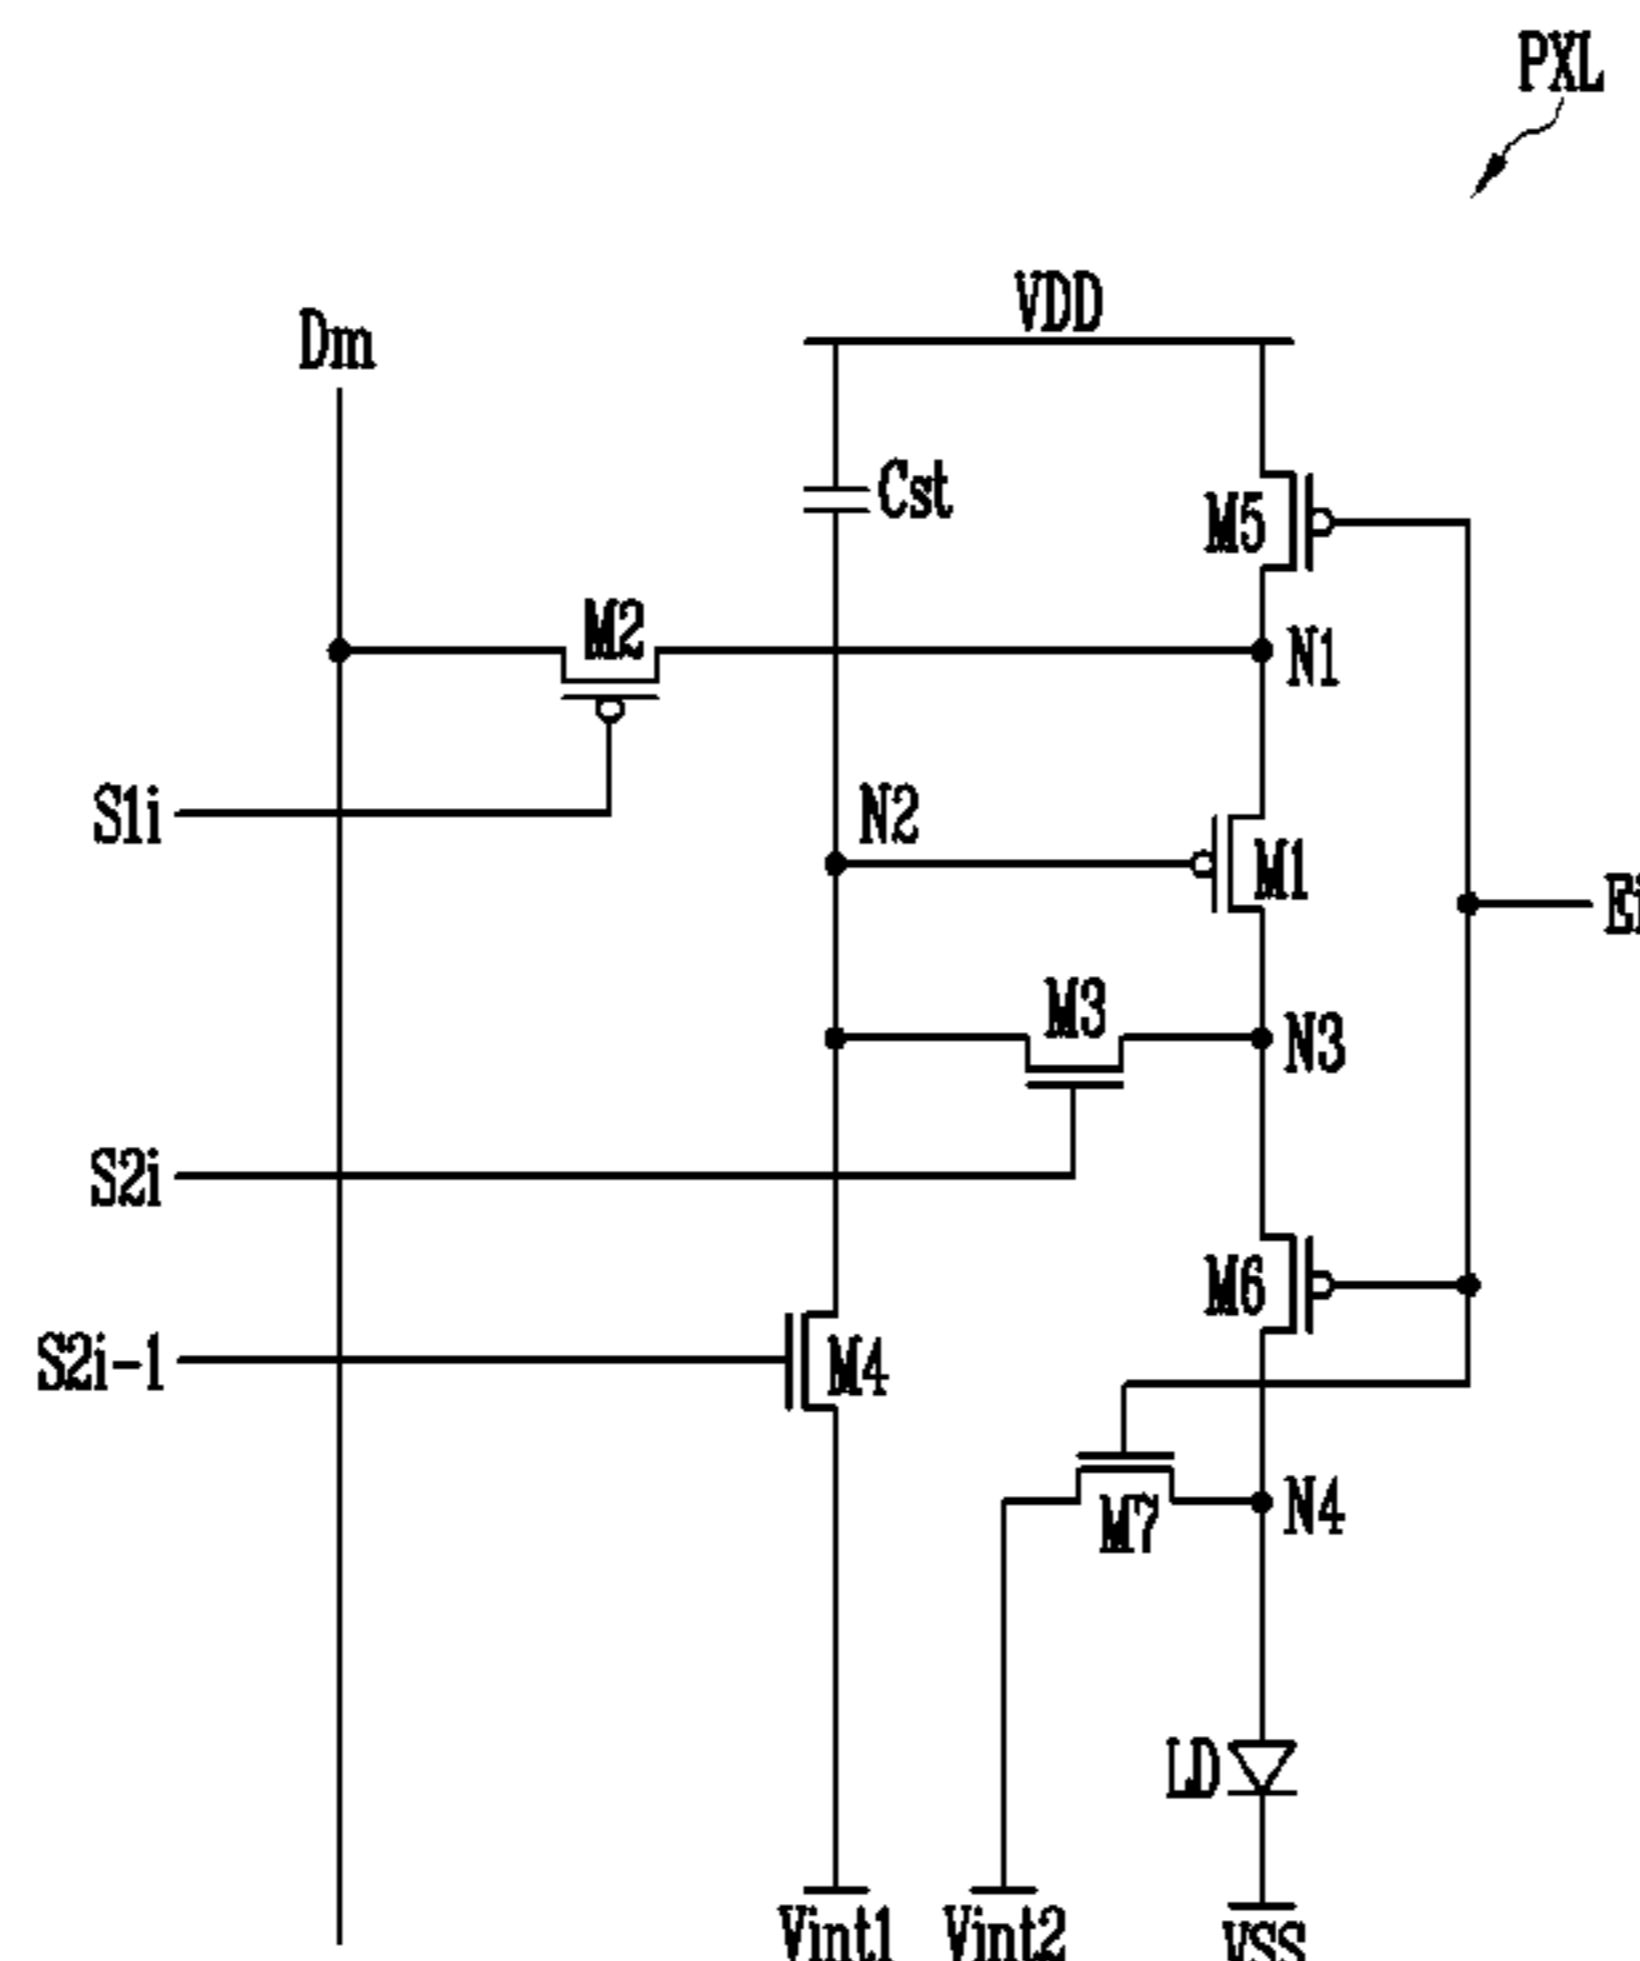 PXL
VDD
Dm
Cst
M5
M2
N1
S1i
N2
M1
Ei
M3
N3
S2i
M6
S2i-1
M4
N4
M7
LD
Vint1
Vint2
VSS